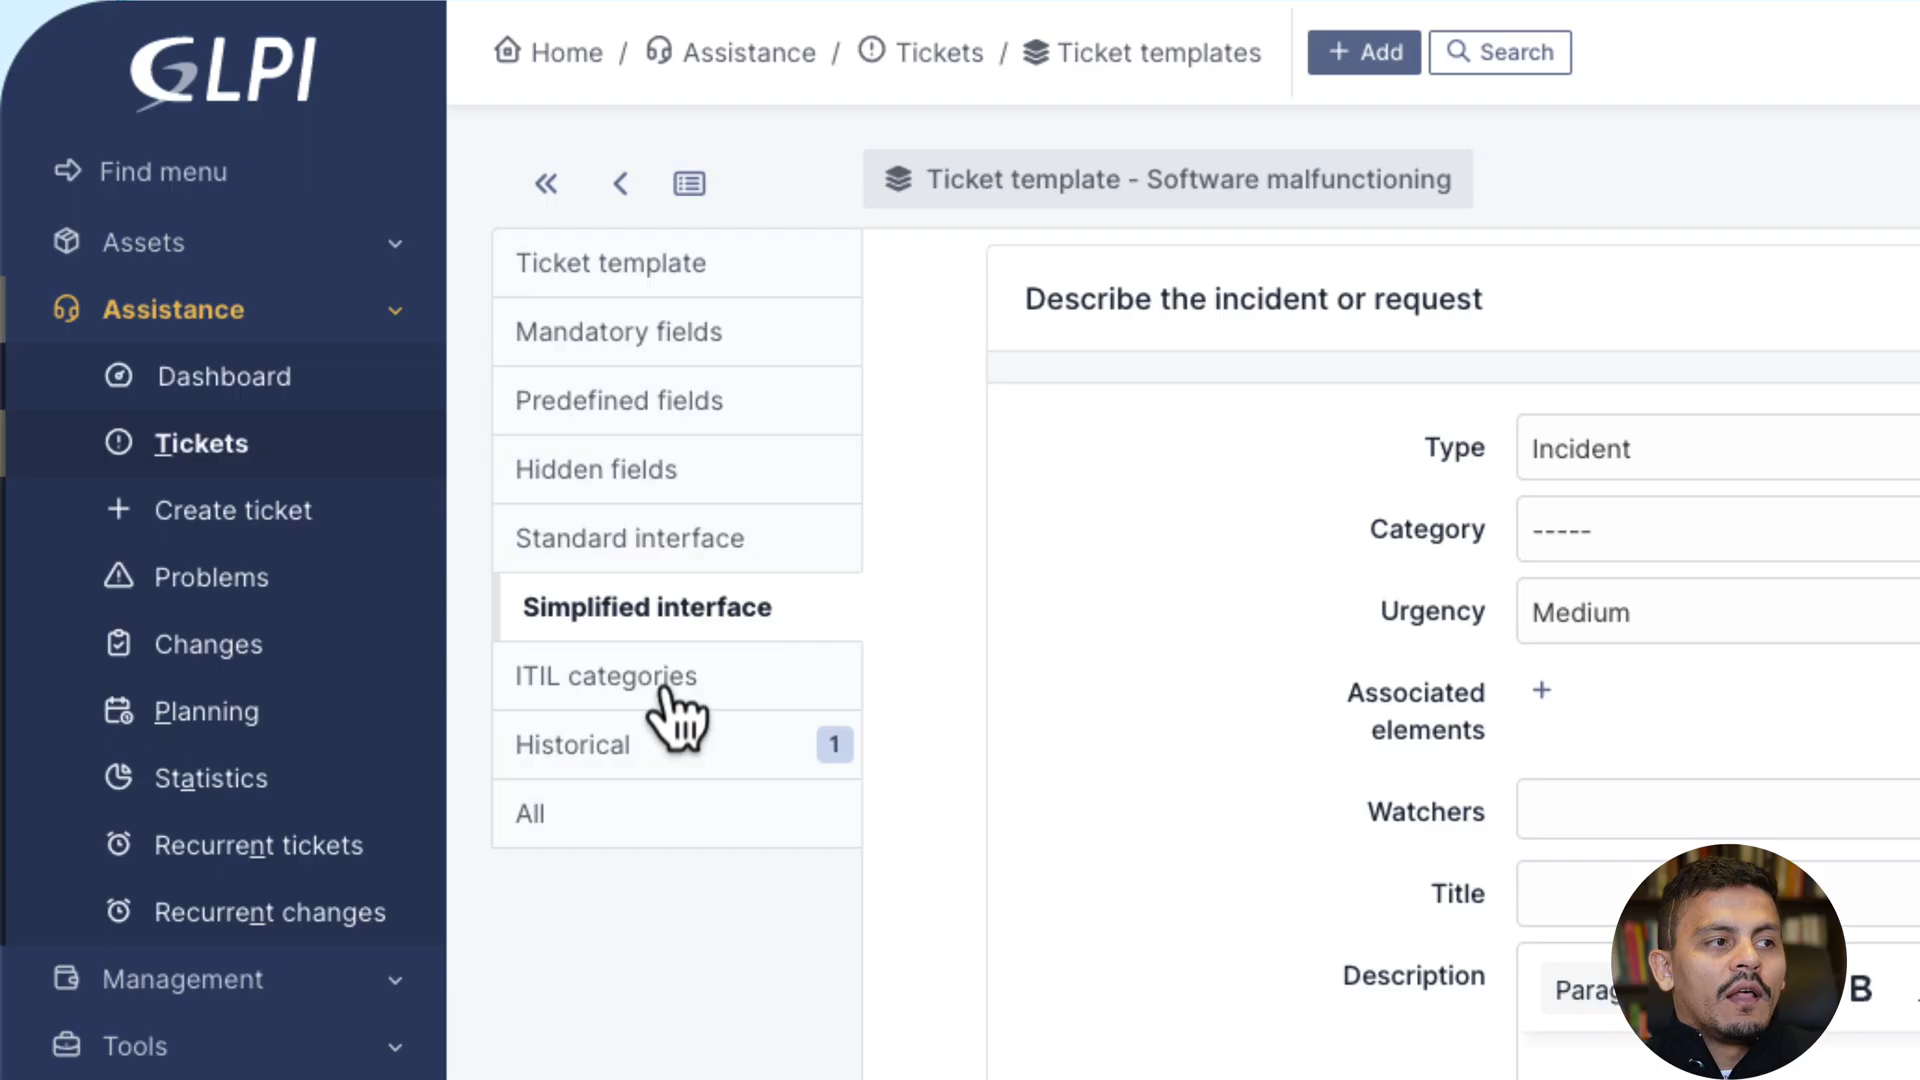 GLPI
Home / Assistance / Tickets / Ticket templates
+ Add
Search
Find menu
Assets
Assistance
Dashboard
Tickets
Create ticket
Problems
Changes
Planning
Statistics
Recurrent tickets
Recurrent changes
Management
Tools
Ticket template - Software malfunctioning
Ticket template
Mandatory fields
Predefined fields
Hidden fields
Standard interface
Simplified interface
ITIL categories
Historical 1
All
Describe the incident or request
Type Incident
Category -----
Urgency Medium
Associated
elements +
Watchers
Title
Description
B